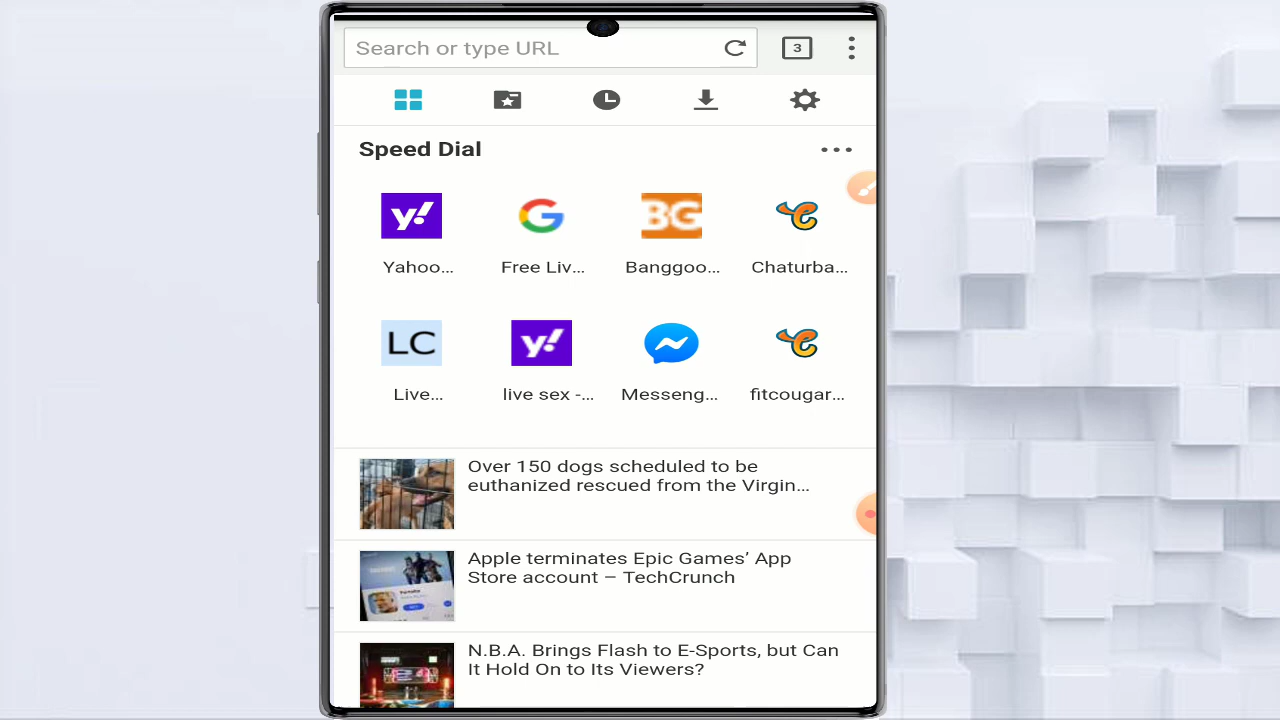 Search or type URL
3
Speed Dial
Yahoo...
Free Liv...
BG
Banggoo...
Chaturba...
LC
Live...
live sex -...
Messeng...
fitcougar...
Over 150 dogs scheduled to be
euthanized rescued from the Virgin...
Apple terminates Epic Games' App
Store account – TechCrunch
N.B.A. Brings Flash to E-Sports, but Can
It Hold On to Its Viewers?